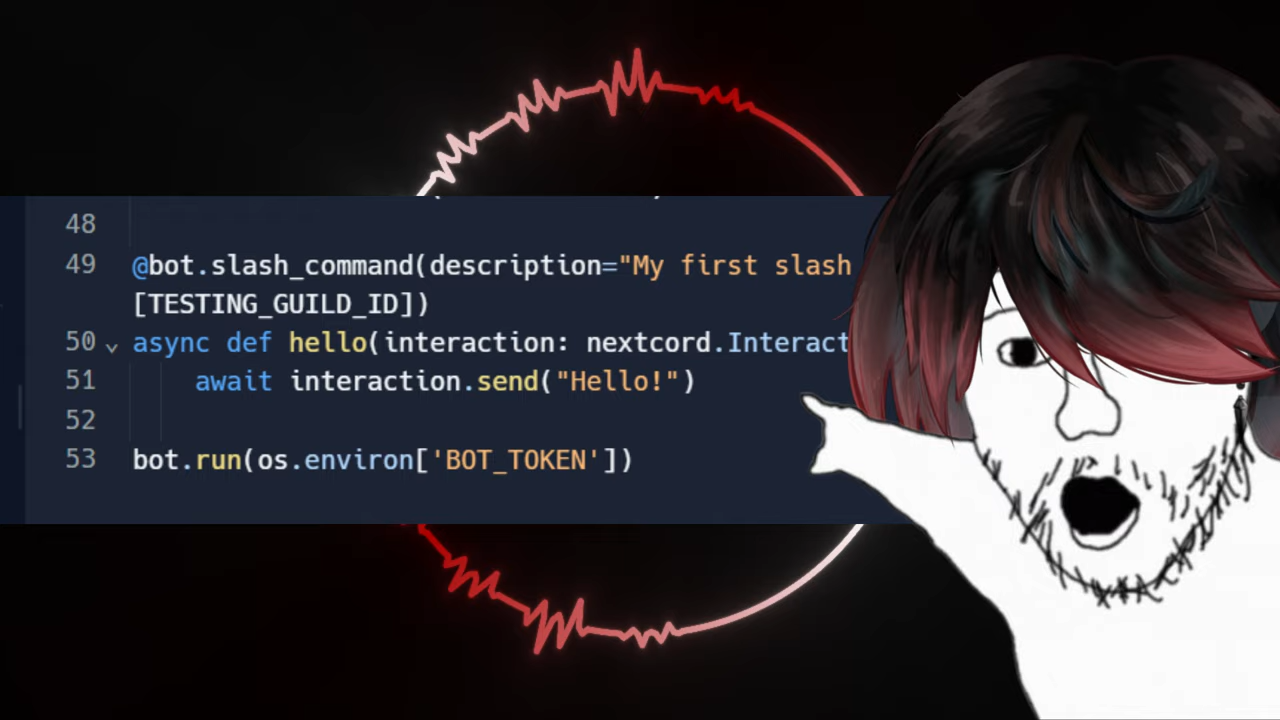 48
49 @bot.slash_command(description="My first slash
[TESTING_GUILD_ID])
50 async def hello(interaction: nextcord.Interact
51 await interaction.send("Hello!")
52
53 bot.run(os.environ['BOT_TOKEN'])